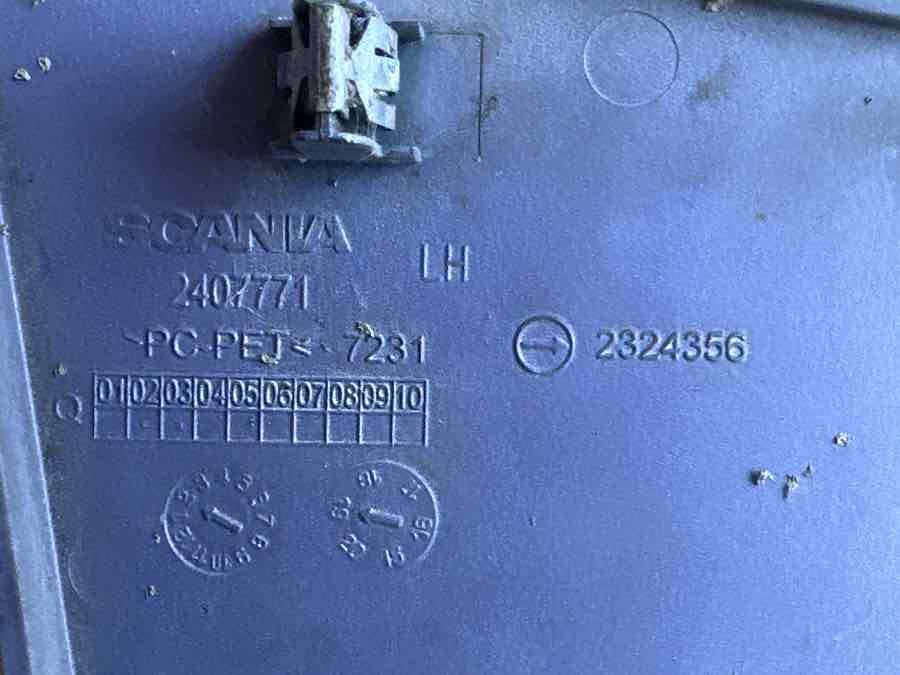 SCANIA
LH
2407771
>PC-PET< 7231
2324356
01 02 03 04 05 06 07 08 09 10